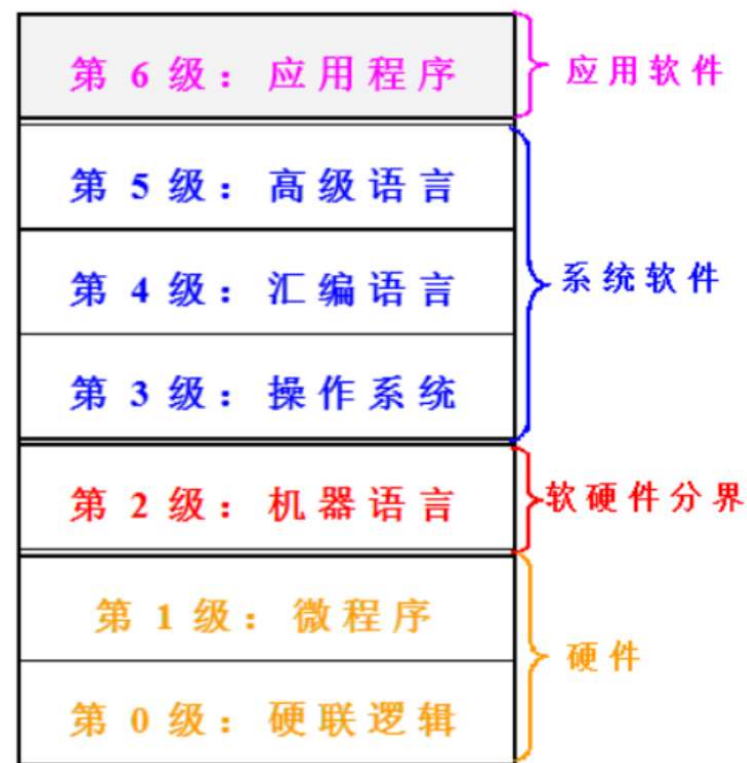 第 6 级：应用程序
应用软件
第 5 级：高级语言
第 4 级：汇编语言
系统软件
第 3 级：操作系统
第 2 级：机器语言
软硬件分界
第 1 级：微程序
硬件
第 0 级：硬联逻辑